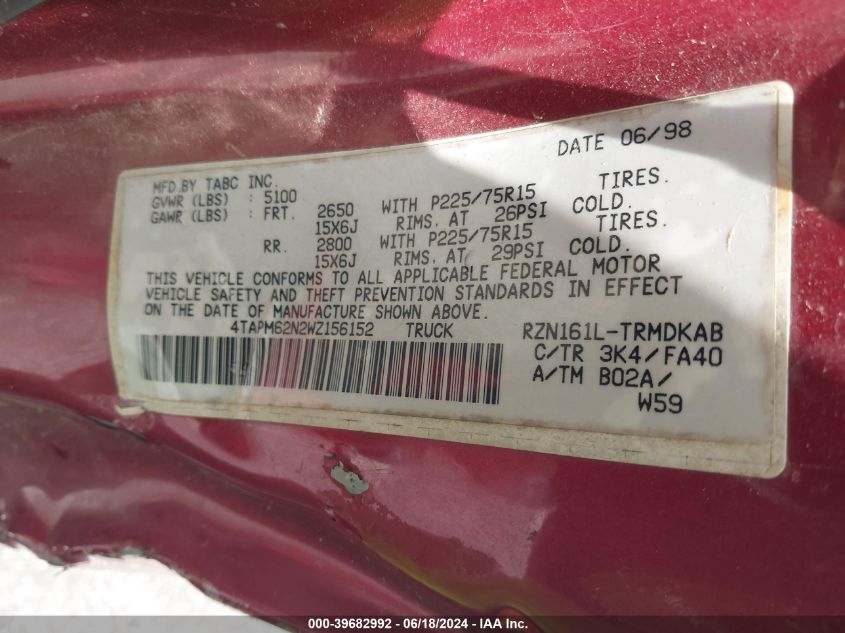 DATE 06/98
MFD.BY TABC INC.
GVWR (LBS) : 5100
GAWR (LBS) : FRT. 2650 WITH P225/75R15 TIRES.
15X6J RIMS, AT 26PSI COLD.
RR. 2800 WITH P225/75R15 TIRES.
15X6J RIMS, AT 29PSI COLD.
THIS VEHICLE CONFORMS TO ALL APPLICABLE FEDERAL MOTOR
VEHICLE SAFETY AND THEFT PREVENTION STANDARDS IN EFFECT
ON THE DATE OF MANUFACTURE SHOWN ABOVE.
4TAPM62N2WZ156152 TRUCK RZN161L-TRMDKAB
C/TR 3K4/FA40
A/TM B02A/
W59
000-39682992 - 06/18/2024 - IAA Inc.